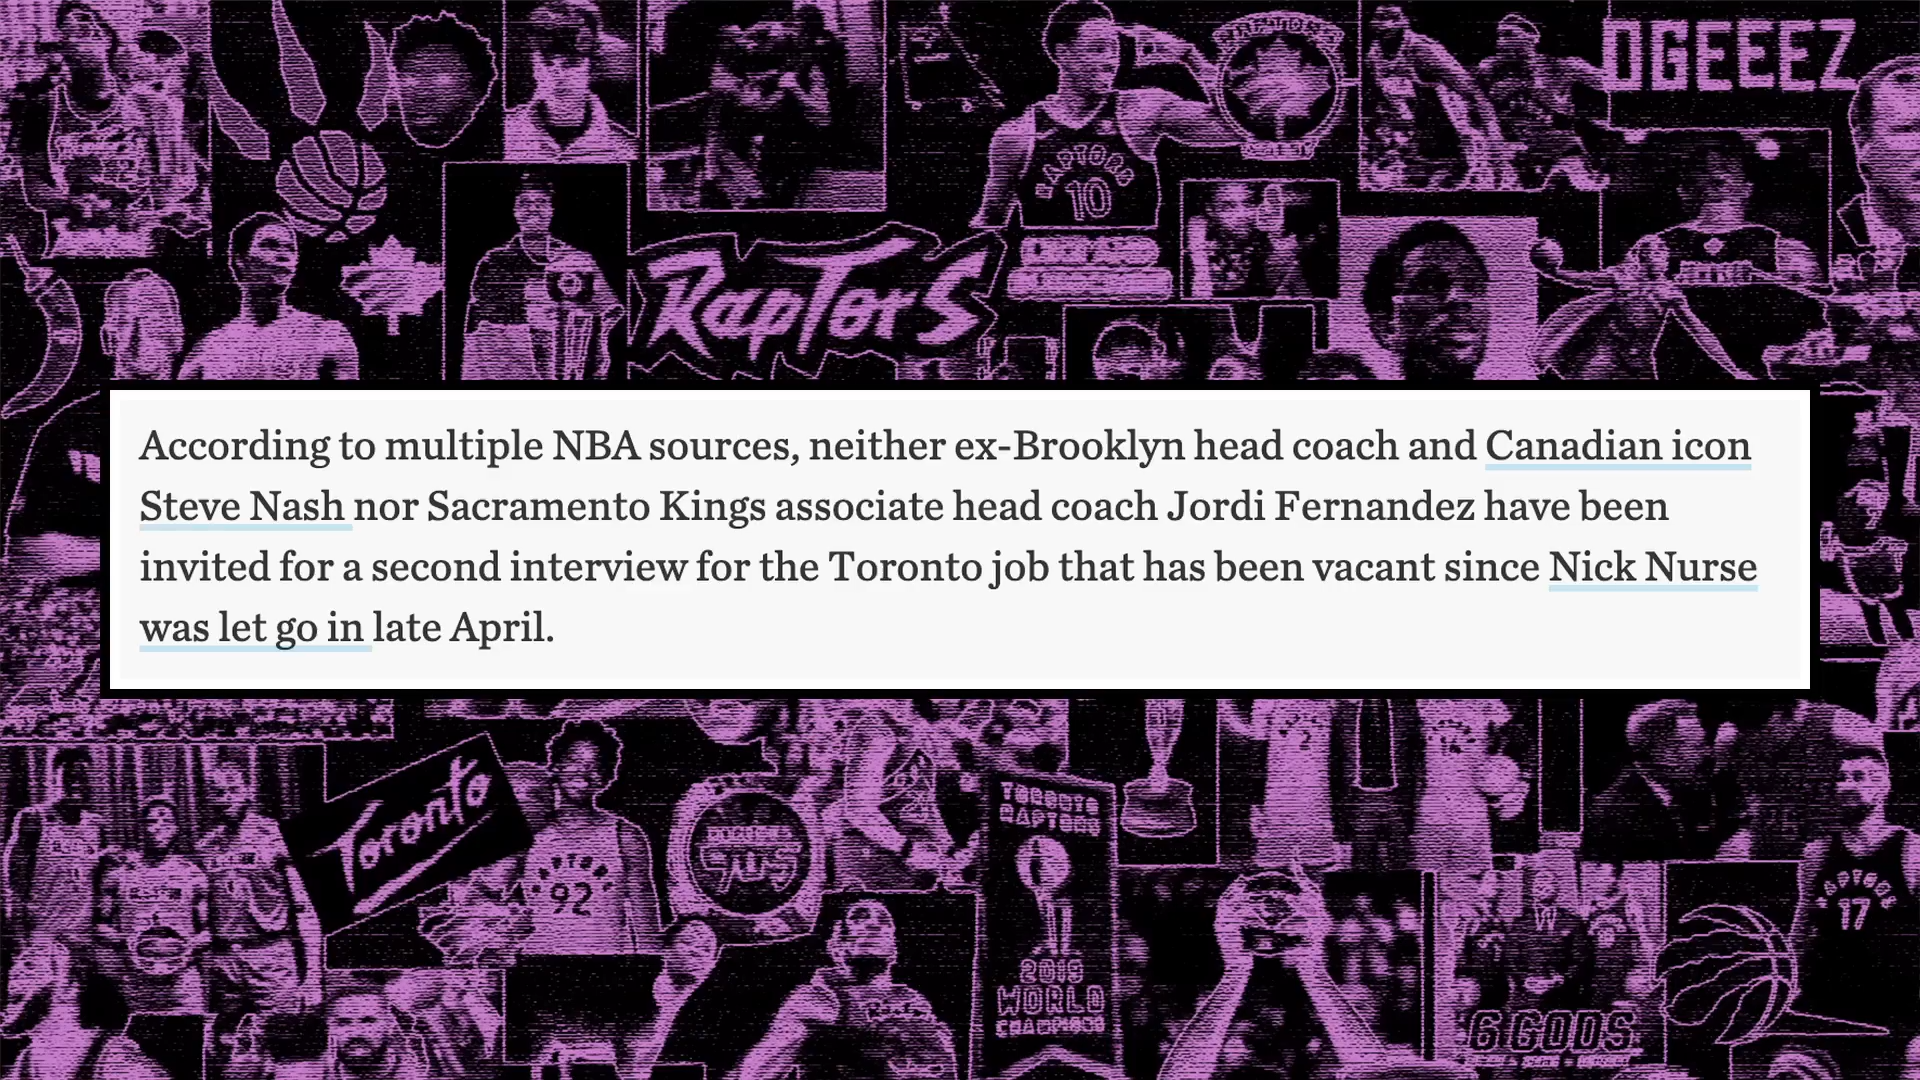 OGEEEZ
RAPTORS
10
RapTorS
According to multiple NBA sources, neither ex-Brooklyn head coach and Canadian icon
Steve Nash nor Sacramento Kings associate head coach Jordi Fernandez have been
invited for a second interview for the Toronto job that has been vacant since Nick Nurse
was let go in late April.
Toronto
92
TORONTO
RAPTORS
2019
WORLD
CHAMPIONS
17
6 GODS